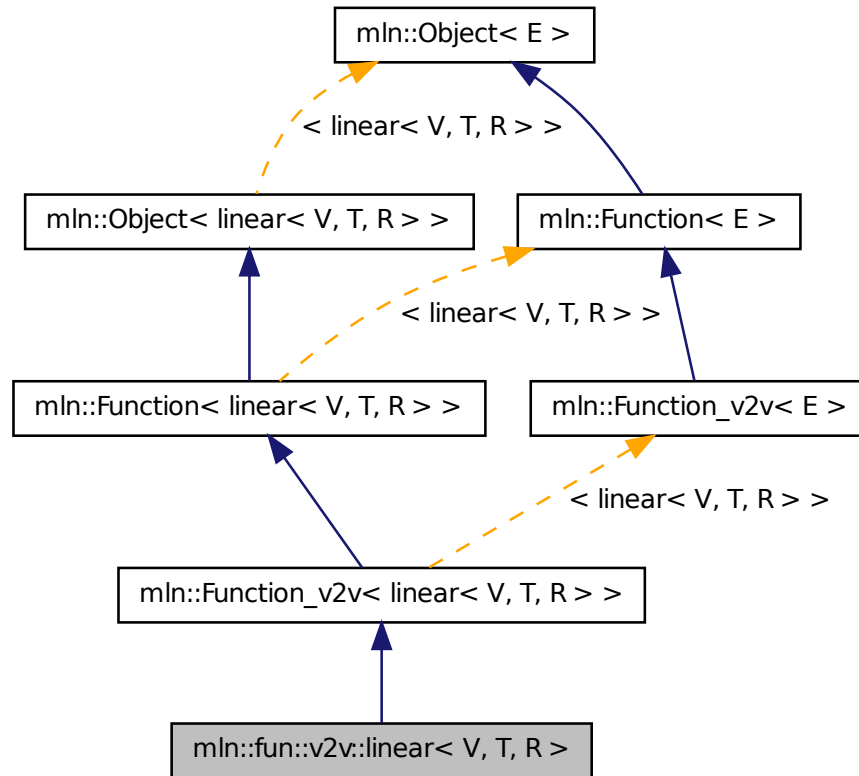 mln::Object< E >
< linear< V, T, R > >
mln::Object< linear< V, T, R > >
mln::Function< E >
< linear< V, T, R > >
mln::Function< linear< V, T, R > >
mln::Function_v2v< E >
< linear< V, T, R > >
mln::Function_v2v< linear< V, T, R > >
mln::fun::v2v::linear< V, T, R >